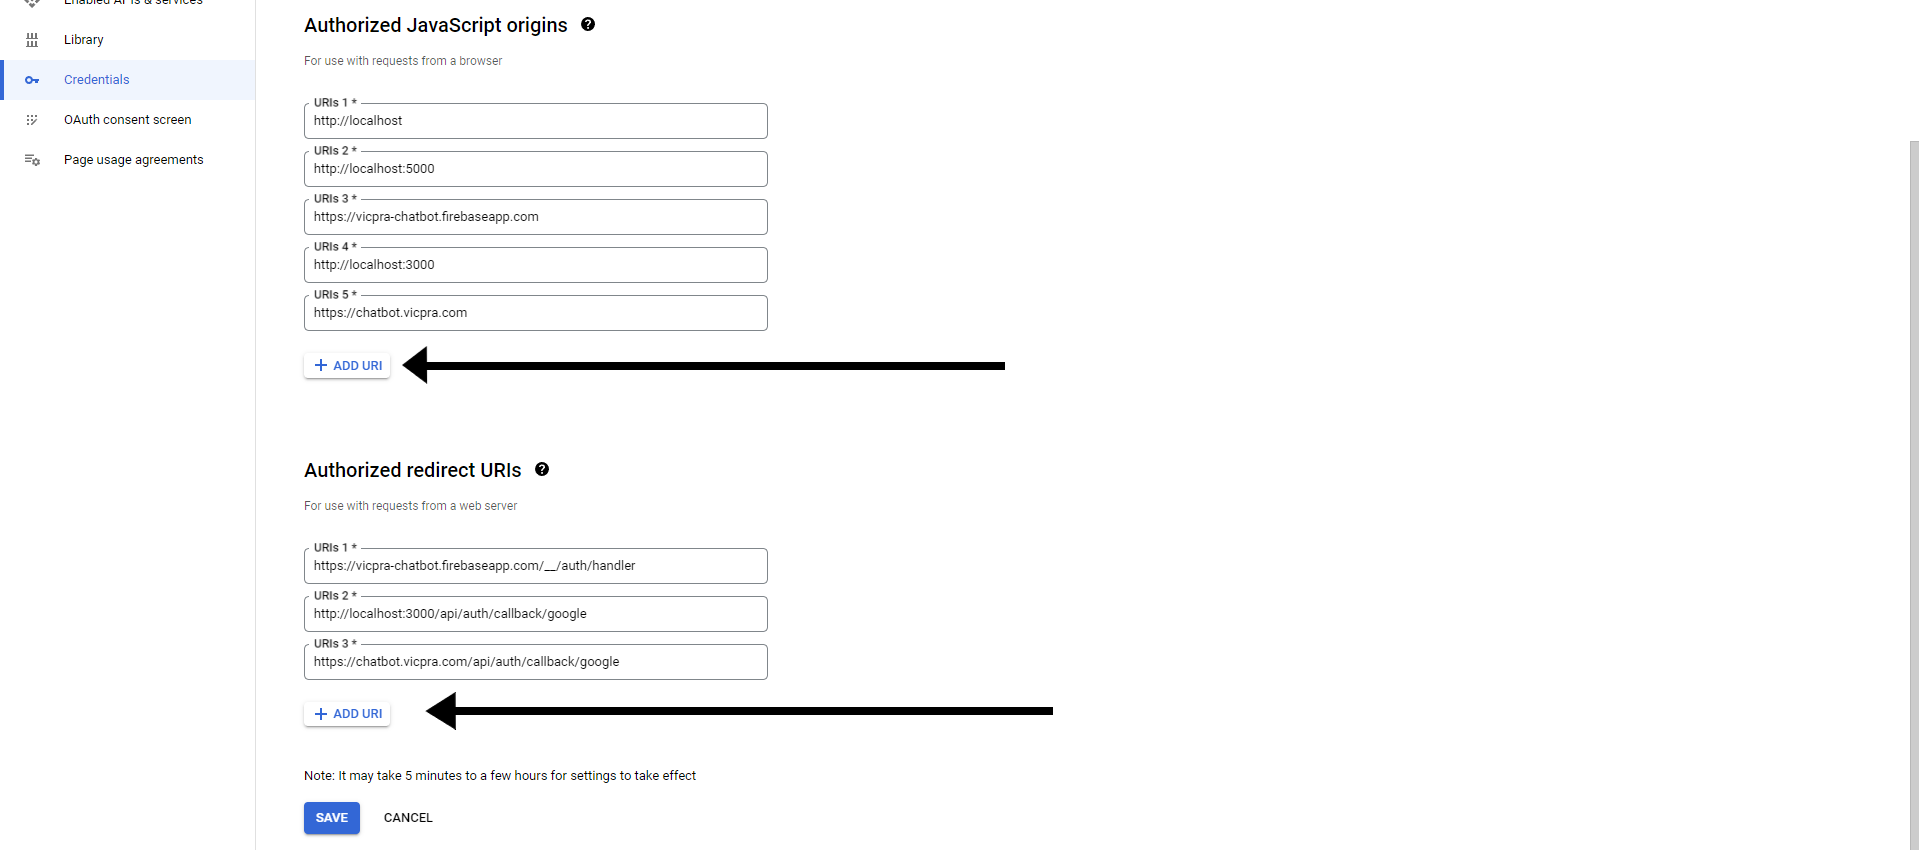 Enabled APIs & services
Library
Credentials
OAuth consent screen
Page usage agreements
Authorized JavaScript origins
For use with requests from a browser
URIs 1 *
http://localhost
URIs 2 *
http://localhost:5000
URIs 3 *
https://vicpra-chatbot.firebaseapp.com
URIs 4 *
http://localhost:3000
URIs 5 *
https://chatbot.vicpra.com
+ ADD URI
Authorized redirect URIs
For use with requests from a web server
URIs 1 *
https://vicpra-chatbot.firebaseapp.com/__/auth/handler
URIs 2 *
http://localhost:3000/api/auth/callback/google
URIs 3 *
https://chatbot.vicpra.com/api/auth/callback/google
+ ADD URI
Note: It may take 5 minutes to a few hours for settings to take effect
SAVE CANCEL